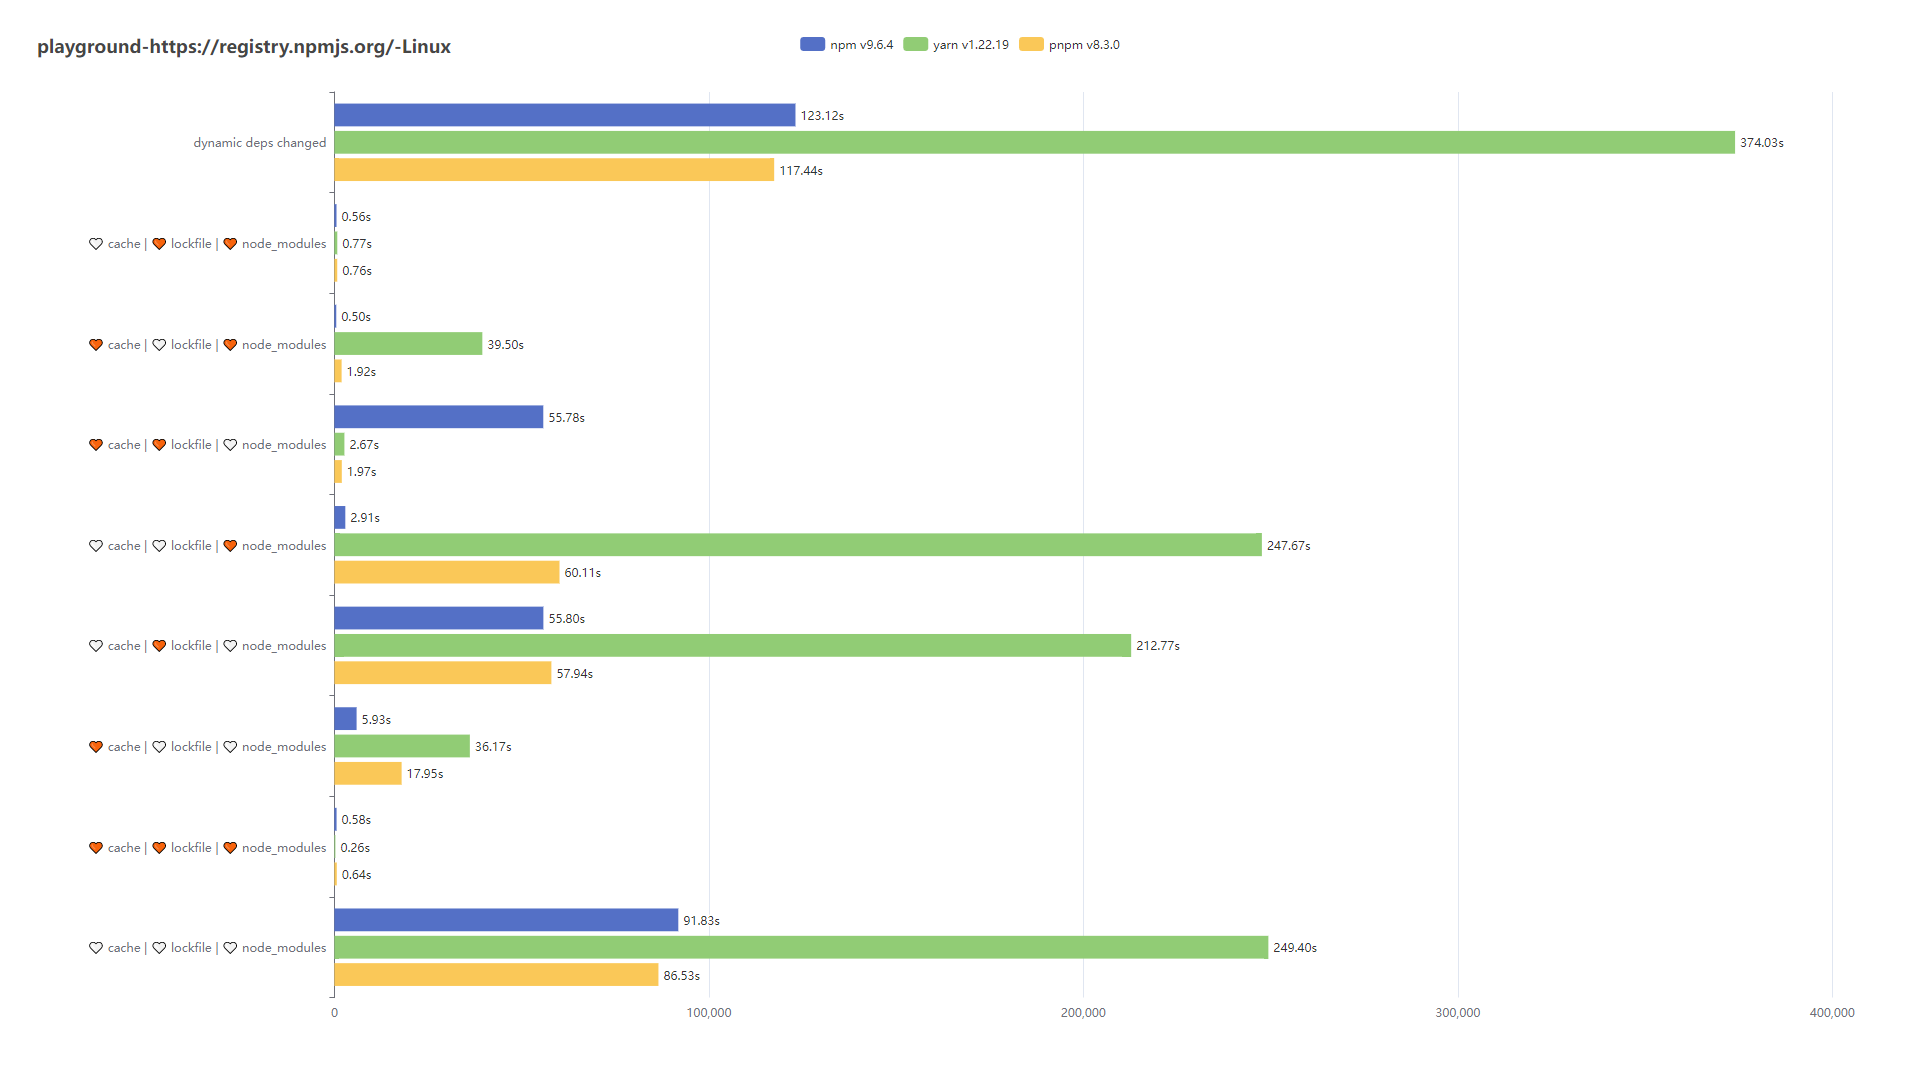 playground-https://registry.npmjs.org/-Linux
npm v9.6.4 yarn v1.22.19 pnpm v8.3.0
dynamic deps changed
123.12s
374.03s
117.44s
🤍 cache | 🧡 lockfile | 🧡 node_modules
0.56s
0.77s
0.76s
🧡 cache | 🤍 lockfile | 🧡 node_modules
0.50s
39.50s
1.92s
🧡 cache | 🧡 lockfile | 🤍 node_modules
55.78s
2.67s
1.97s
🤍 cache | 🤍 lockfile | 🧡 node_modules
2.91s
247.67s
60.11s
🤍 cache | 🧡 lockfile | 🤍 node_modules
55.80s
212.77s
57.94s
🧡 cache | 🤍 lockfile | 🤍 node_modules
5.93s
36.17s
17.95s
🧡 cache | 🧡 lockfile | 🧡 node_modules
0.58s
0.26s
0.64s
🤍 cache | 🤍 lockfile | 🤍 node_modules
91.83s
249.40s
86.53s
0 100,000 200,000 300,000 400,000